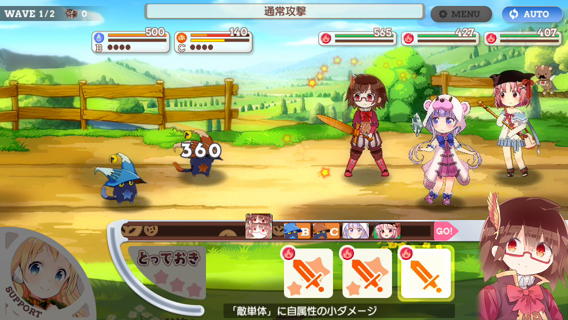 WAVE 1/2 0
通常攻撃
MENU
AUTO
500
B
140
C
565
427
407
360
B C GO!
SUPPORT
とっておき
「敵単体」に自属性の小ダメージ